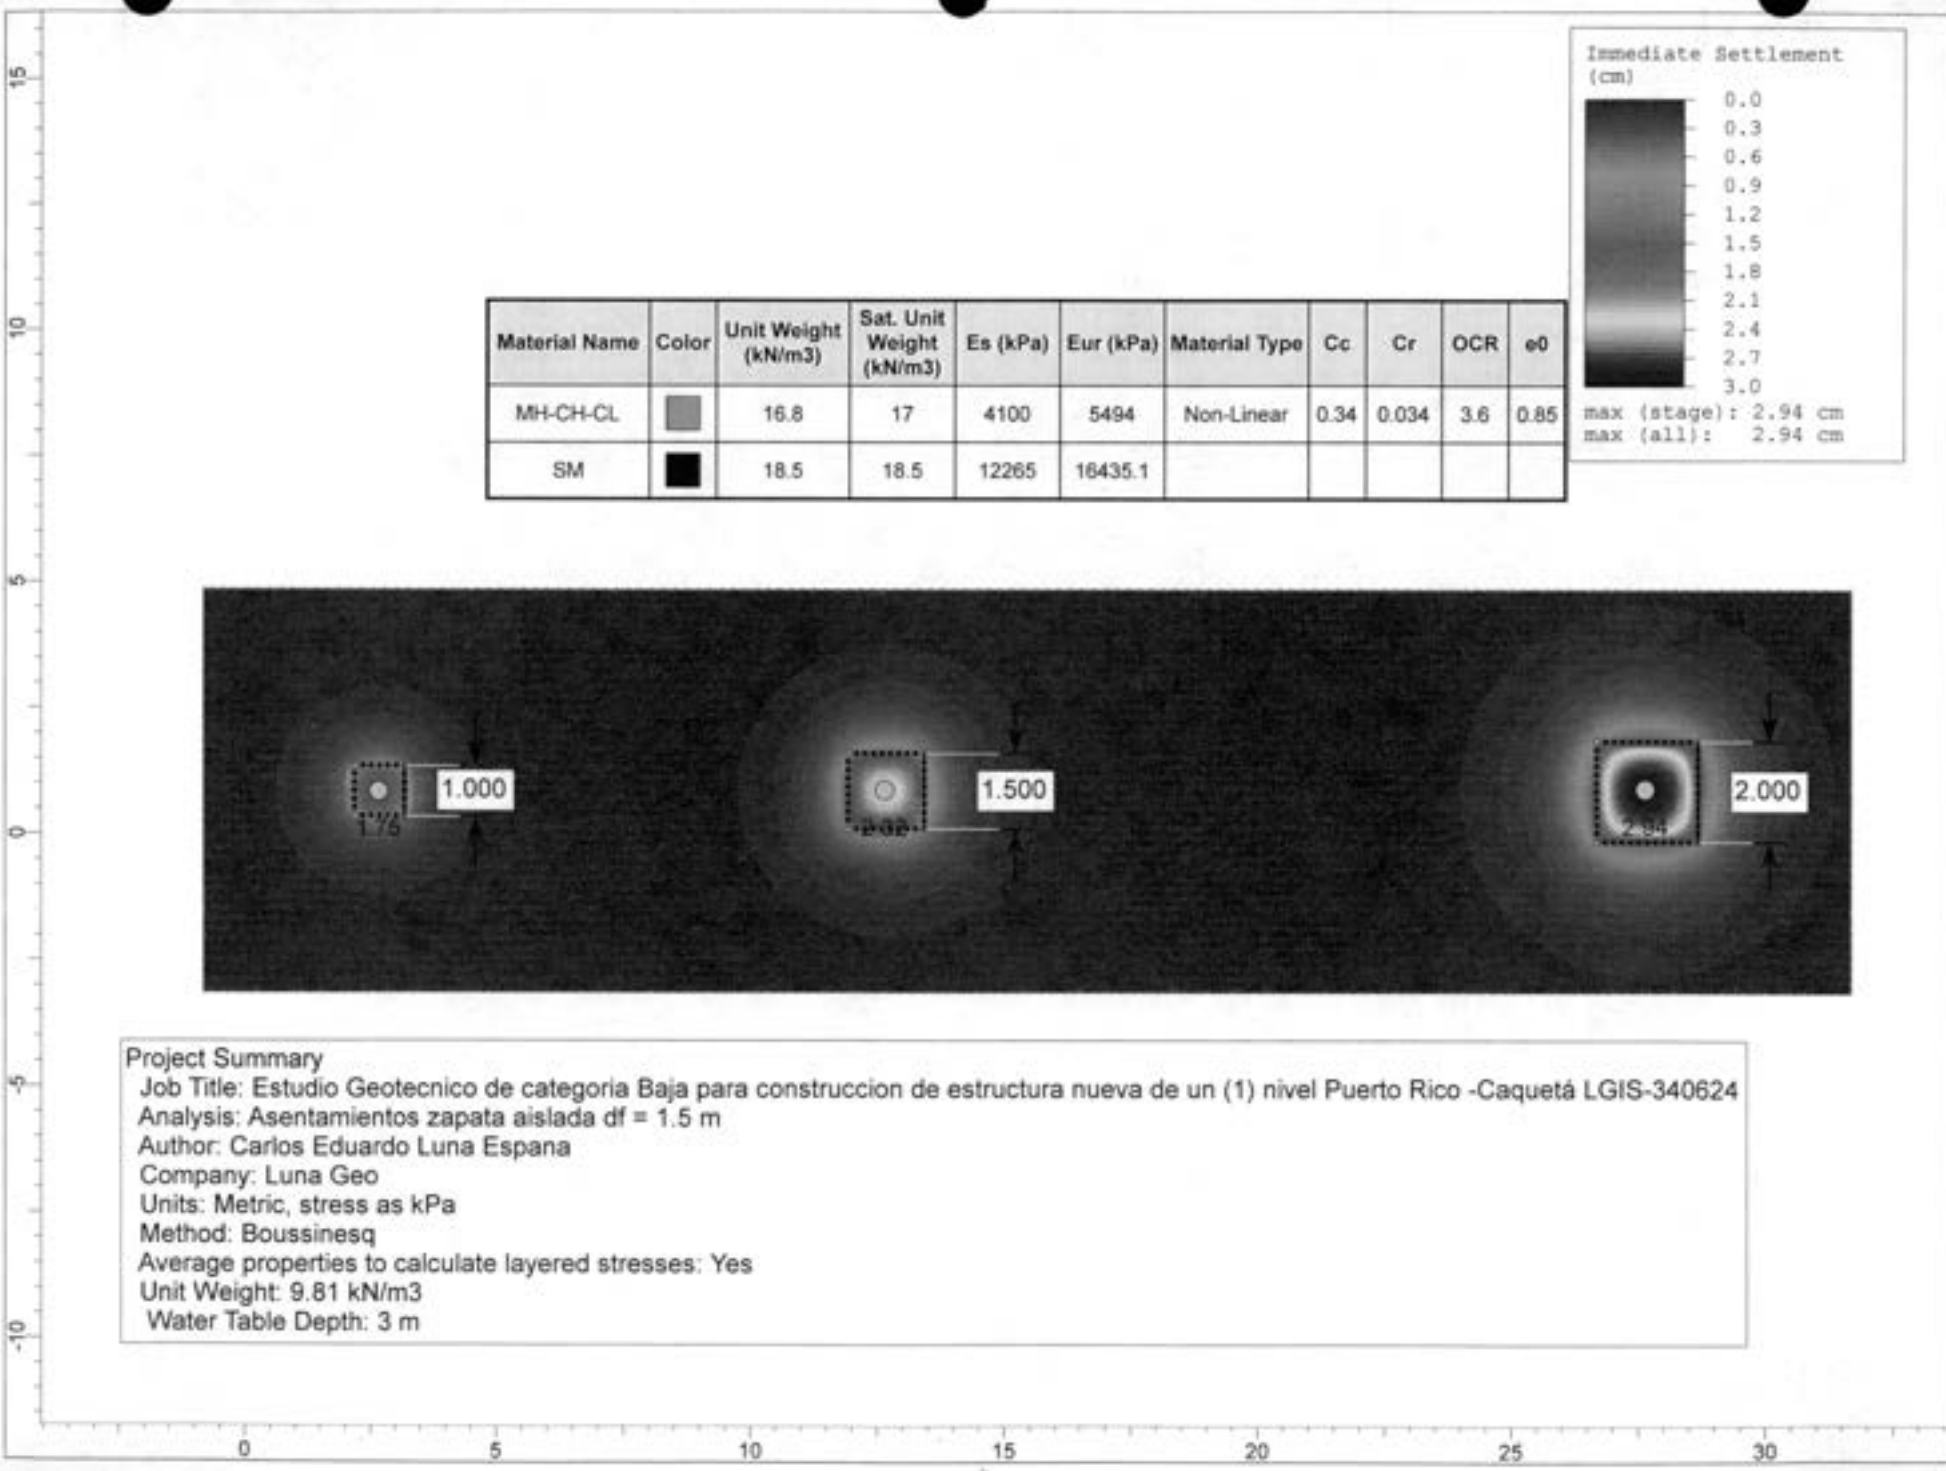 Immediate Settlement
(cm)
0.0
0.3
0.6
0.9
1.2
1.5
1.8
2.1
2.4
2.7
3.0
max (stage): 2.94 cm
max (all): 2.94 cm
Material Name Color Unit Weight (kN/m3) Sat. Unit Weight (kN/m3) Es (kPa) Eur (kPa) Material Type Cc Cr OCR e0
MH-CH-CL 16.8 17 4100 5494 Non-Linear 0.34 0.034 3.6 0.85
SM 18.5 18.5 12265 16435.1
1.000
1.75
1.500
2.32
2.000
2.94
Project Summary
Job Title: Estudio Geotecnico de categoria Baja para construccion de estructura nueva de un (1) nivel Puerto Rico -Caquetá LGIS-340624
Analysis: Asentamientos zapata aislada df = 1.5 m
Author: Carlos Eduardo Luna Espana
Company: Luna Geo
Units: Metric, stress as kPa
Method: Boussinesq
Average properties to calculate layered stresses: Yes
Unit Weight: 9.81 kN/m3
Water Table Depth: 3 m
15
10
5
0
-5
-10
0 5 10 15 20 25 30